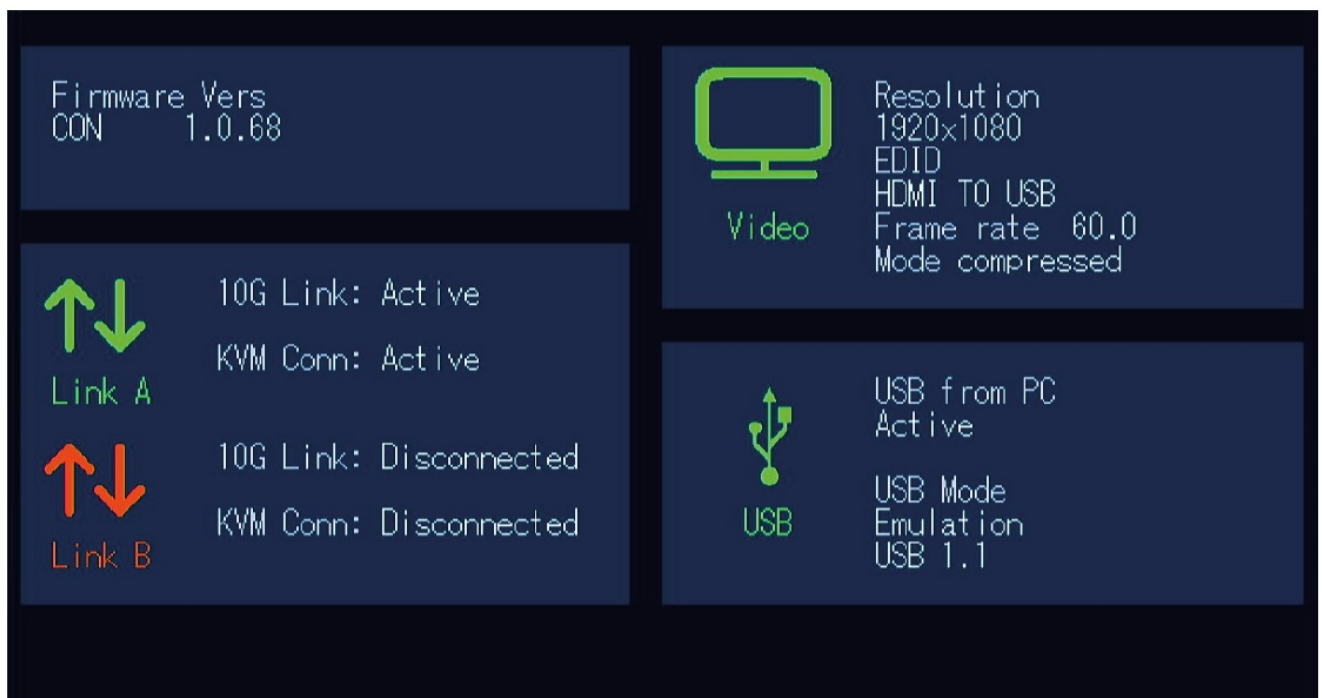 Firmware Vers
CON 1.0.68
10G Link: Active
KVM Conn: Active
Link A
10G Link: Disconnected
KVM Conn: Disconnected
Link B
Resolution
1920x1080
EDID
HDMI TO USB
Frame rate 60.0
Mode compressed
Video
USB from PC
Active
USB Mode
Emulation
USB 1.1
USB